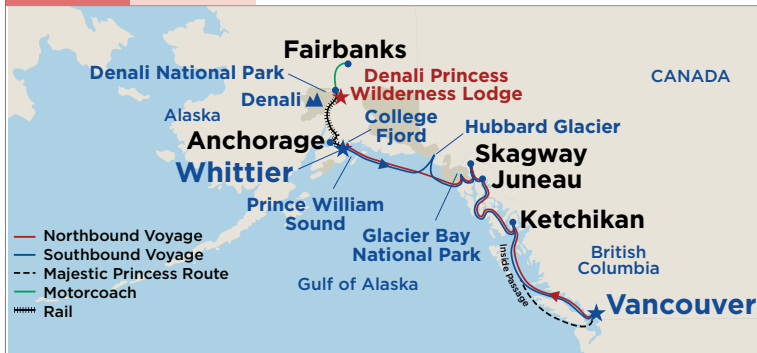 Fairbanks
Denali National Park
Denali Princess
Wilderness Lodge
CANADA
Denali
Alaska
College
Fjord
Hubbard Glacier
Anchorage
Skagway
Whittier
Juneau
Prince William
Sound
Ketchikan
Glacier Bay
National Park
Northbound Voyage
Southbound Voyage
Majestic Princess Route
Motorcoach
Rail
Inside Passage
British
Columbia
Gulf of Alaska
Vancouver